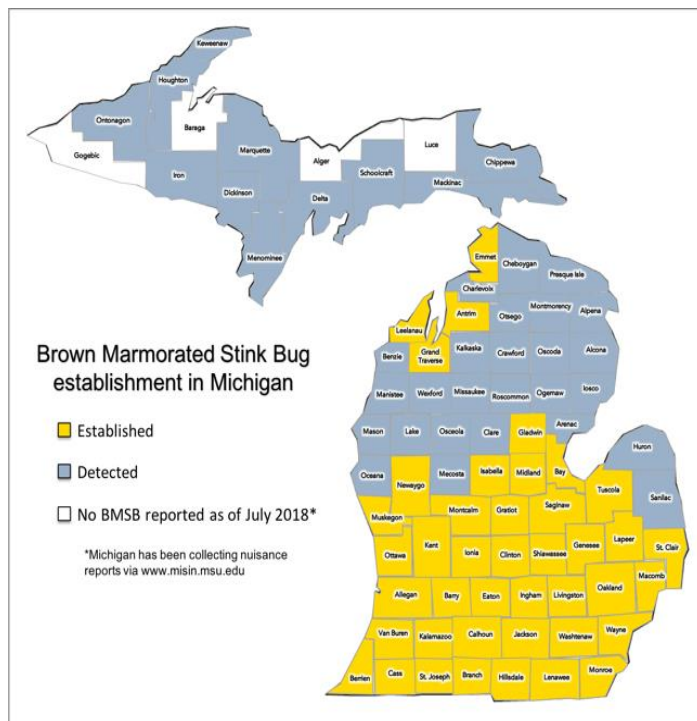 Keweenaw
Houghton
Ontonagon
Baraga
Gogebic
Marquette
Alger
Luce
Chippewa
Iron
Schoolcraft
Mackinac
Dickinson
Delta
Menominee
Emmet
Cheboygan
Presque Isle
Charlevoix
Leelanau
Antrim
Otsego
Montmorency
Alpena
Brown Marmorated Stink Bug
establishment in Michigan
Established
Detected
No BMSB reported as of July 2018*
*Michigan has been collecting nuisance
reports via www.misin.msu.edu
Benzie
Grand
Traverse
Kalkaska
Crawford
Oscoda
Alcona
Manistee
Wexford
Missaukee
Roscommon
Ogemaw
Iosco
Arenac
Mason
Lake
Osceola
Clare
Gladwin
Huron
Oceana
Newaygo
Mecosta
Isabella
Midland
Bay
Tuscola
Sanilac
Muskegon
Montcalm
Gratiot
Saginaw
Ottawa
Kent
Ionia
Clinton
Shiawassee
Genesee
Lapeer
St. Clair
Macomb
Allegan
Barry
Eaton
Ingham
Livingston
Oakland
Van Buren
Kalamazoo
Calhoun
Jackson
Washtenaw
Wayne
Berrien
Cass
St. Joseph
Branch
Hillsdale
Lenawee
Monroe